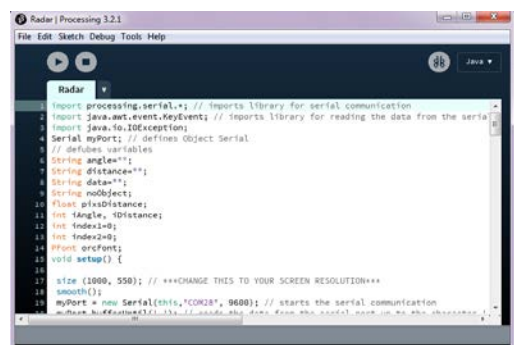 Radar | Processing 3.2.1
File Edit Sketch Debug Tools Help
Java ▼
Radar ▼
1 import processing.serial.*; // imports library for serial communication
2 import java.awt.event.KeyEvent; // imports library for reading the data from the seria
3 import java.io.IOException;
4 Serial myPort; // defines Object Serial
5 // defubes variables
6 String angle="";
7 String distance="";
8 String data="";
9 String noObject;
10 float pixsDistance;
11 int iAngle, iDistance;
12 int index1=0;
13 int index2=0;
14 PFont orcFont;
15 void setup() {
16
17 size (1000, 550); // ***CHANGE THIS TO YOUR SCREEN RESOLUTION***
18 smooth();
19 myPort = new Serial(this,"COM28", 9600); // starts the serial communication